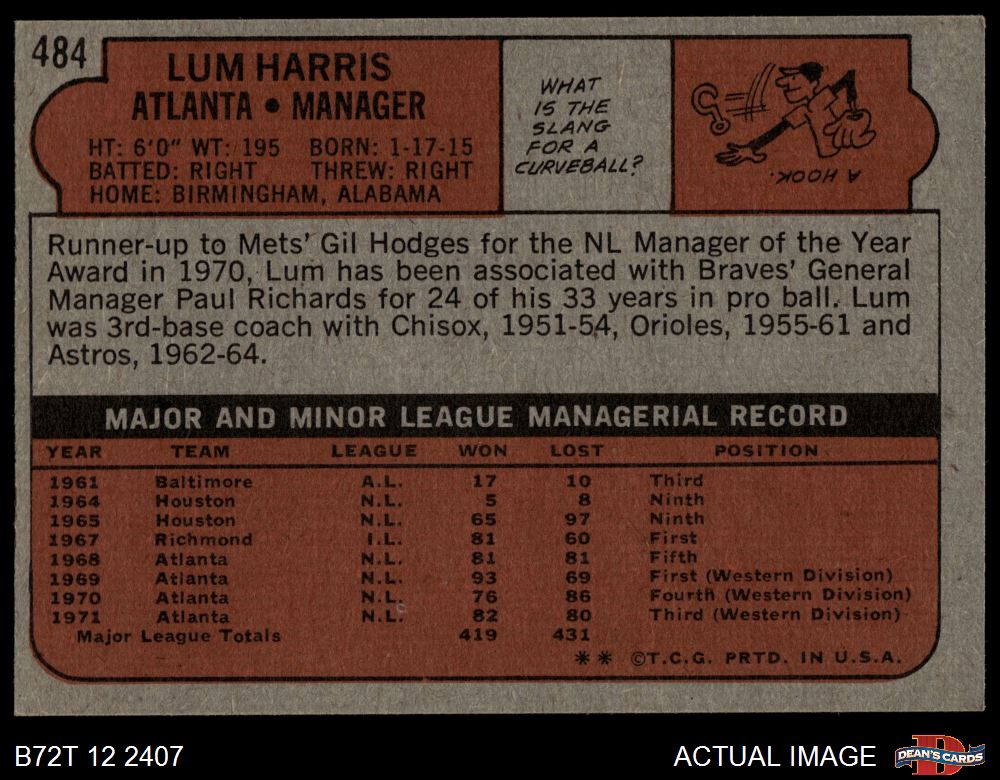 484
LUM HARRIS
ATLANTA • MANAGER
HT: 6'0" WT: 195 BORN: 1-17-15
BATTED: RIGHT THREW: RIGHT
HOME: BIRMINGHAM, ALABAMA
WHAT
IS THE
SLANG
FOR A
CURVEBALL?
A HOOK.
Runner-up to Mets' Gil Hodges for the NL Manager of the Year
Award in 1970, Lum has been associated with Braves' General
Manager Paul Richards for 24 of his 33 years in pro ball. Lum
was 3rd-base coach with Chisox, 1951-54, Orioles, 1955-61 and
Astros, 1962-64.
MAJOR AND MINOR LEAGUE MANAGERIAL RECORD
YEAR TEAM LEAGUE WON LOST POSITION
1961 Baltimore A.L. 17 10 Third
1964 Houston N.L. 5 8 Ninth
1965 Houston N.L. 65 97 Ninth
1967 Richmond I.L. 81 60 First
1968 Atlanta N.L. 81 81 Fifth
1969 Atlanta N.L. 93 69 First (Western Division)
1970 Atlanta N.L. 76 86 Fourth (Western Division)
1971 Atlanta N.L. 82 80 Third (Western Division)
Major League Totals 419 431
** ©T.C.G. PRTD. IN U.S.A.
B72T 12 2407
ACTUAL IMAGE
D
DEAN'S CARDS